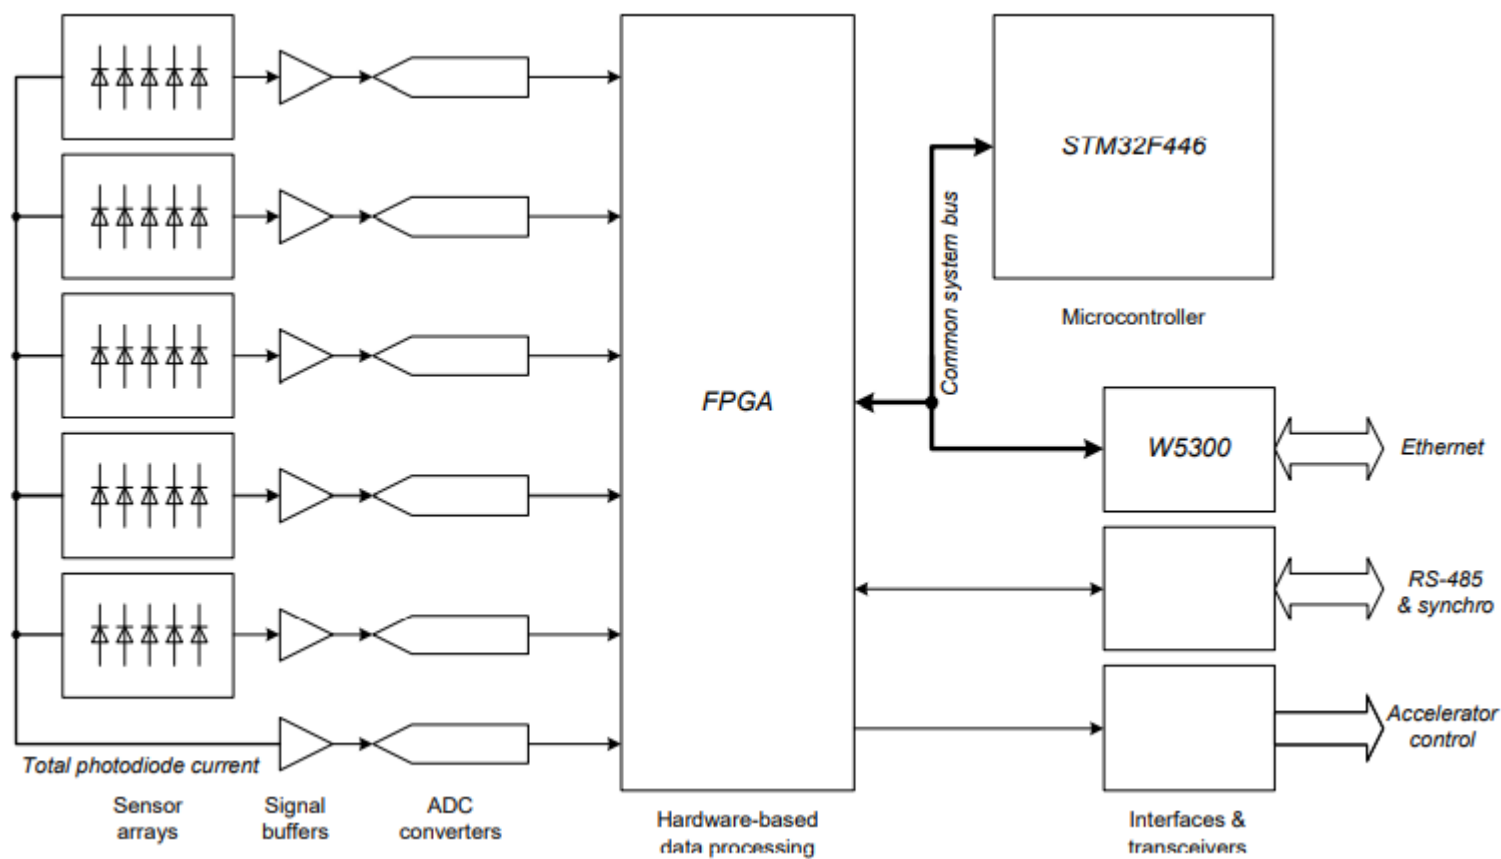 STM32F446
Microcontroller
Common system bus
FPGA
W5300
Ethernet
RS-485
& synchro
Accelerator
control
Total photodiode current
Sensor
arrays
Signal
buffers
ADC
converters
Hardware-based
data processing
Interfaces &
transceivers